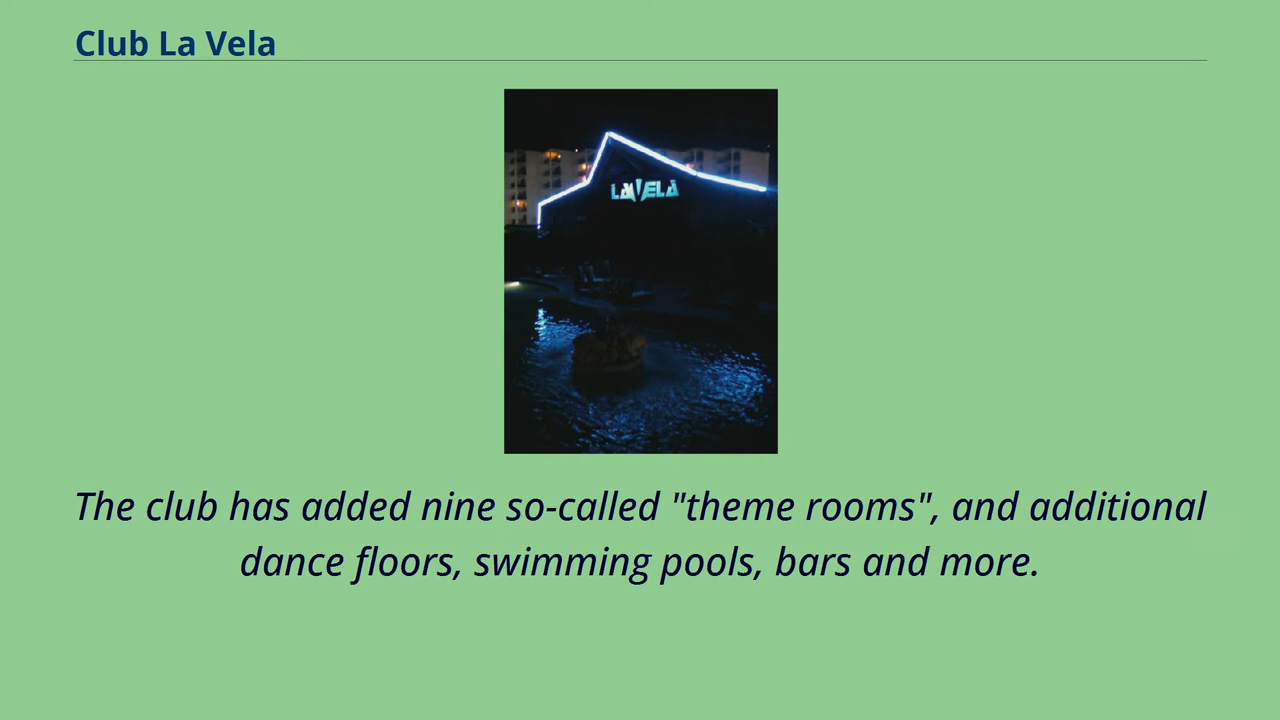 Club La Vela
LAVELA
The club has added nine so-called "theme rooms", and additional
dance floors, swimming pools, bars and more.